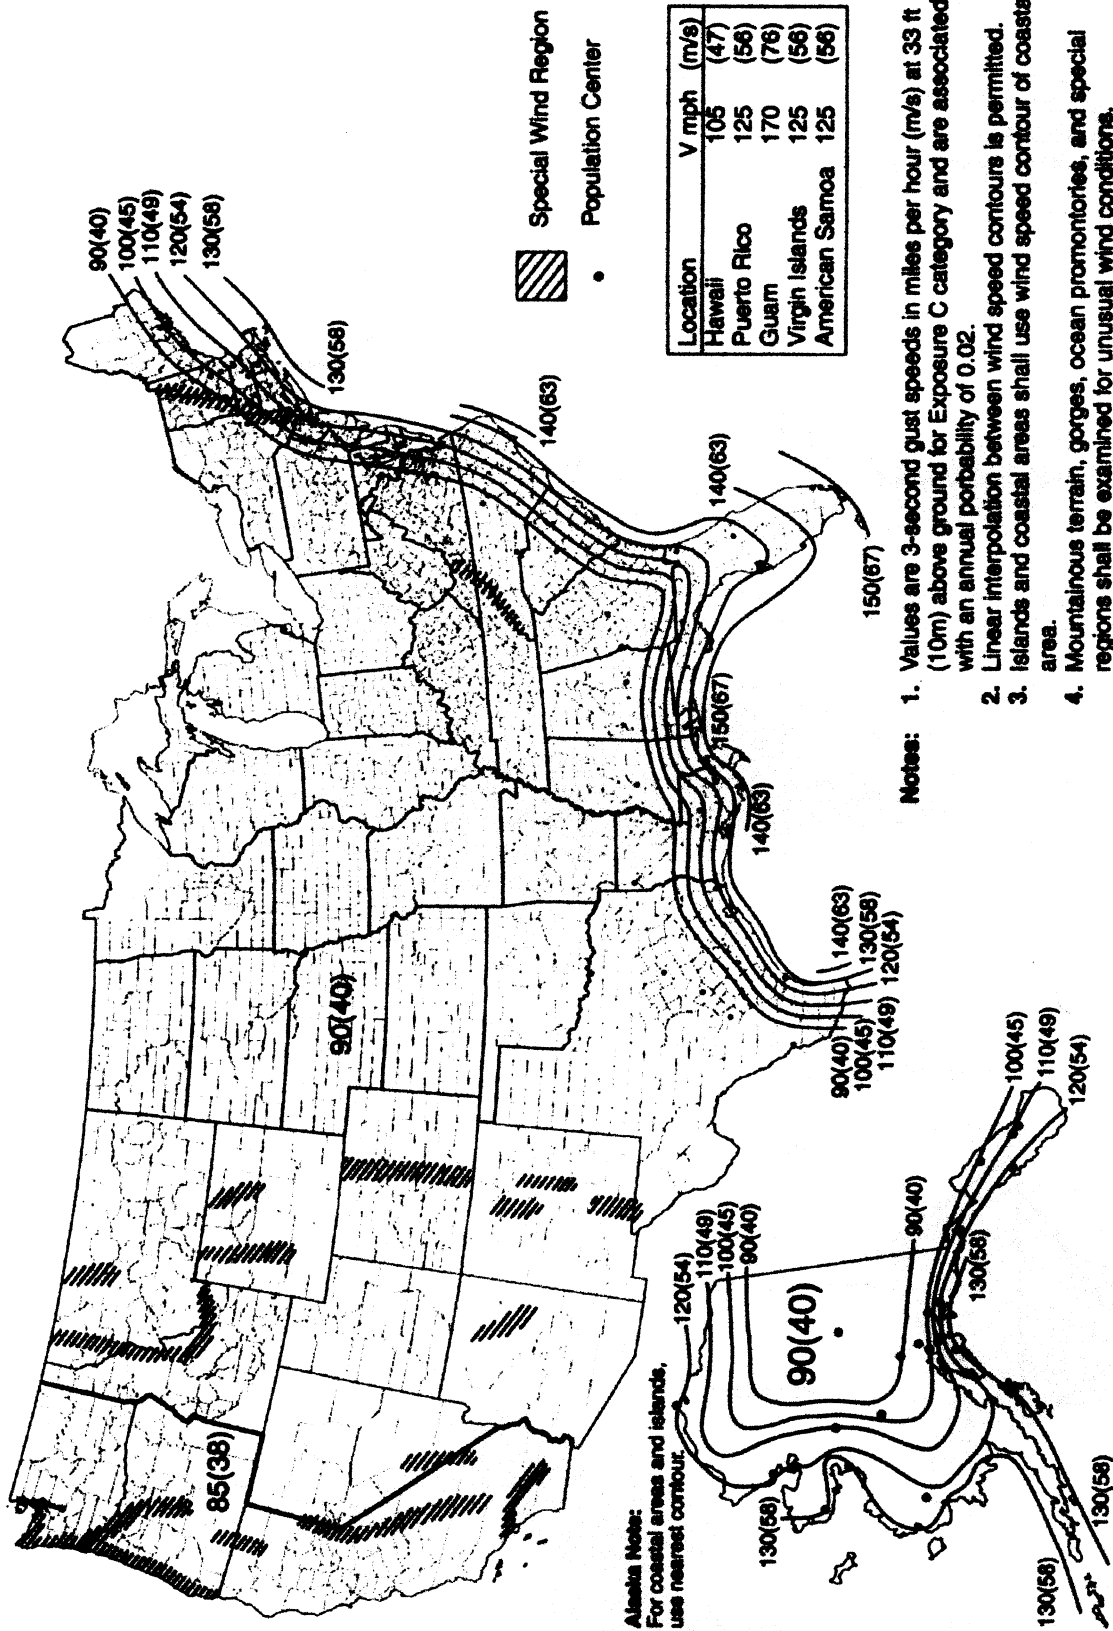 90(40)
100(45)
110(49)
120(54)
130(58)
130(58)
140(63)
140(63)
150(67)
150(67)
140(63)
140(63)
130(58)
120(54)
90(40)
100(45)
110(49)
90(40)
85(38)
Special Wind Region
Population Center
Location V mph (m/s)
Hawaii 105 (47)
Puerto Rico 125 (56)
Guam 170 (76)
Virgin Islands 125 (56)
American Samoa 125 (56)
Alaska Note:
For coastal areas and islands,
use nearest contour.
120(54)
110(49)
100(45)
90(40)
90(40)
90(40)
100(45)
110(49)
120(54)
130(58)
130(58)
130(58)
130(58)
Notes: 1. Values are 3-second gust speeds in miles per hour (m/s) at 33 ft
(10m) above ground for Exposure C category and are associated
with an annual porbability of 0.02.
2. Linear interpolation between wind speed contours is permitted.
3. Islands and coastal areas shall use wind speed contour of coasta
area.
4. Mountainous terrain, gorges, ocean promontories, and special
regions shall be examined for unusual wind conditions.